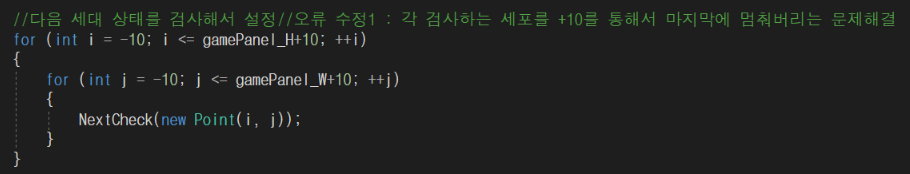 //다음 세대 상태를 검사해서 설정//오류 수정1 : 각 검사하는 세포를 +10를 통해서 마지막에 멈춰버리는 문제해결
for (int i = -10; i <= gamePanel_H+10; ++i)
{
for (int j = -10; j <= gamePanel_W+10; ++j)
{
NextCheck(new Point(i, j));
}
}